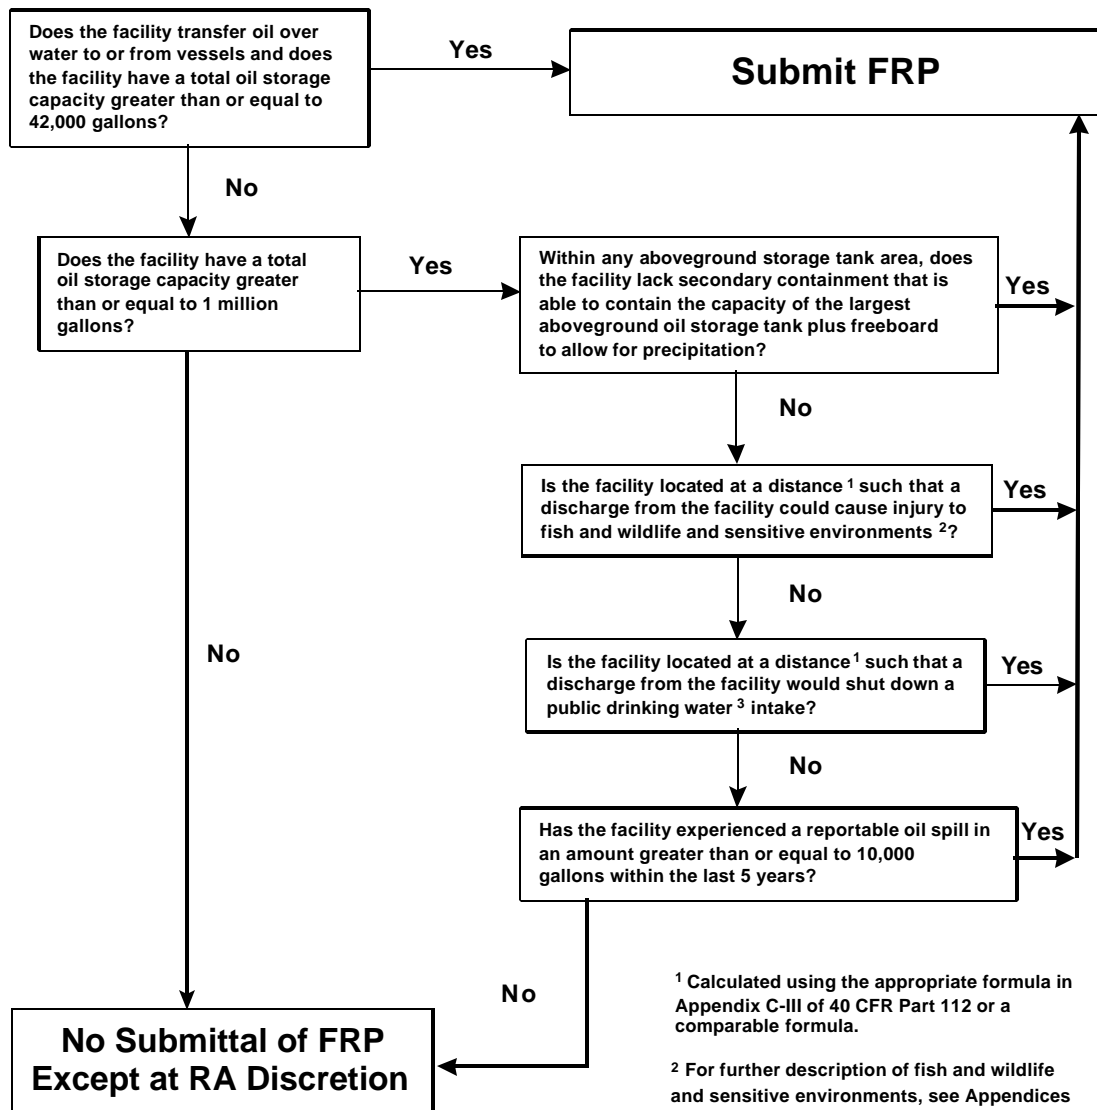 Does the facility transfer oil over
water to or from vessels and does
the facility have a total oil storage
capacity greater than or equal to
42,000 gallons?
Yes
Submit FRP
No
Does the facility have a total
oil storage capacity greater
than or equal to 1 million
gallons?
Yes
Within any aboveground storage tank area, does
the facility lack secondary containment that is
able to contain the capacity of the largest
aboveground oil storage tank plus freeboard
to allow for precipitation?
Yes
No
Is the facility located at a distance 1 such that a
discharge from the facility could cause injury to
fish and wildlife and sensitive environments 2?
Yes
No
No
Is the facility located at a distance 1 such that a
discharge from the facility would shut down a
public drinking water 3 intake?
Yes
No
Has the facility experienced a reportable oil spill in
an amount greater than or equal to 10,000
gallons within the last 5 years?
Yes
No
No Submittal of FRP
Except at RA Discretion
1 Calculated using the appropriate formula in
Appendix C-III of 40 CFR Part 112 or a
comparable formula.
2 For further description of fish and wildlife
and sensitive environments, see Appendices